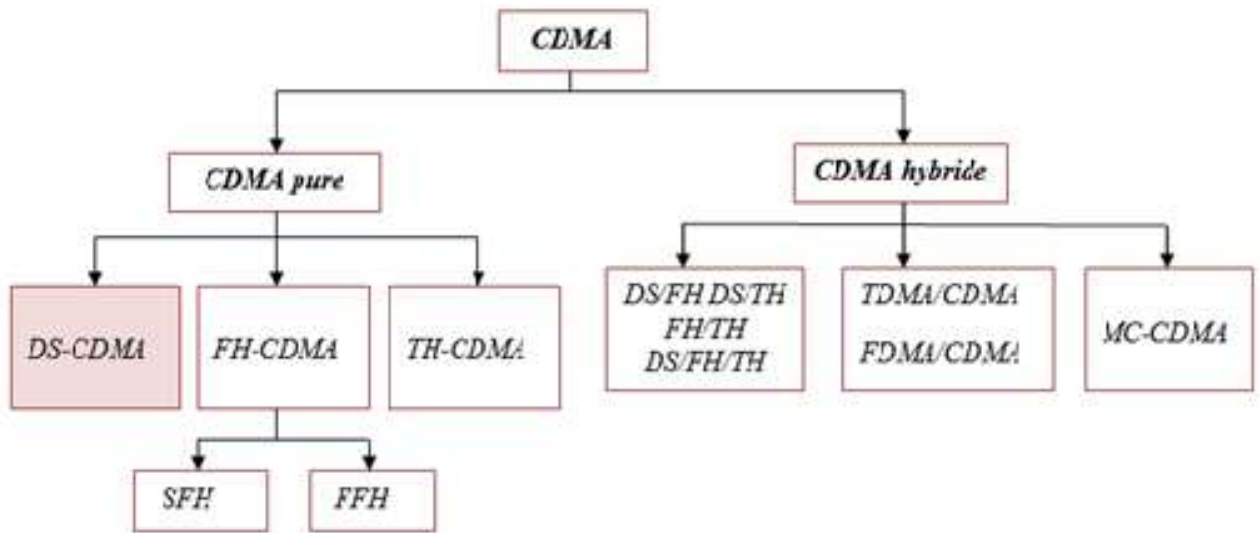 CDMA
CDMA pure
CDMA hybride
DS-CDMA
FH-CDMA
TH-CDMA
DS/FH DS/TH
FH/TH
DS/FH/TH
TDMA/CDMA
FDMA/CDMA
MC-CDMA
SFH
FFH